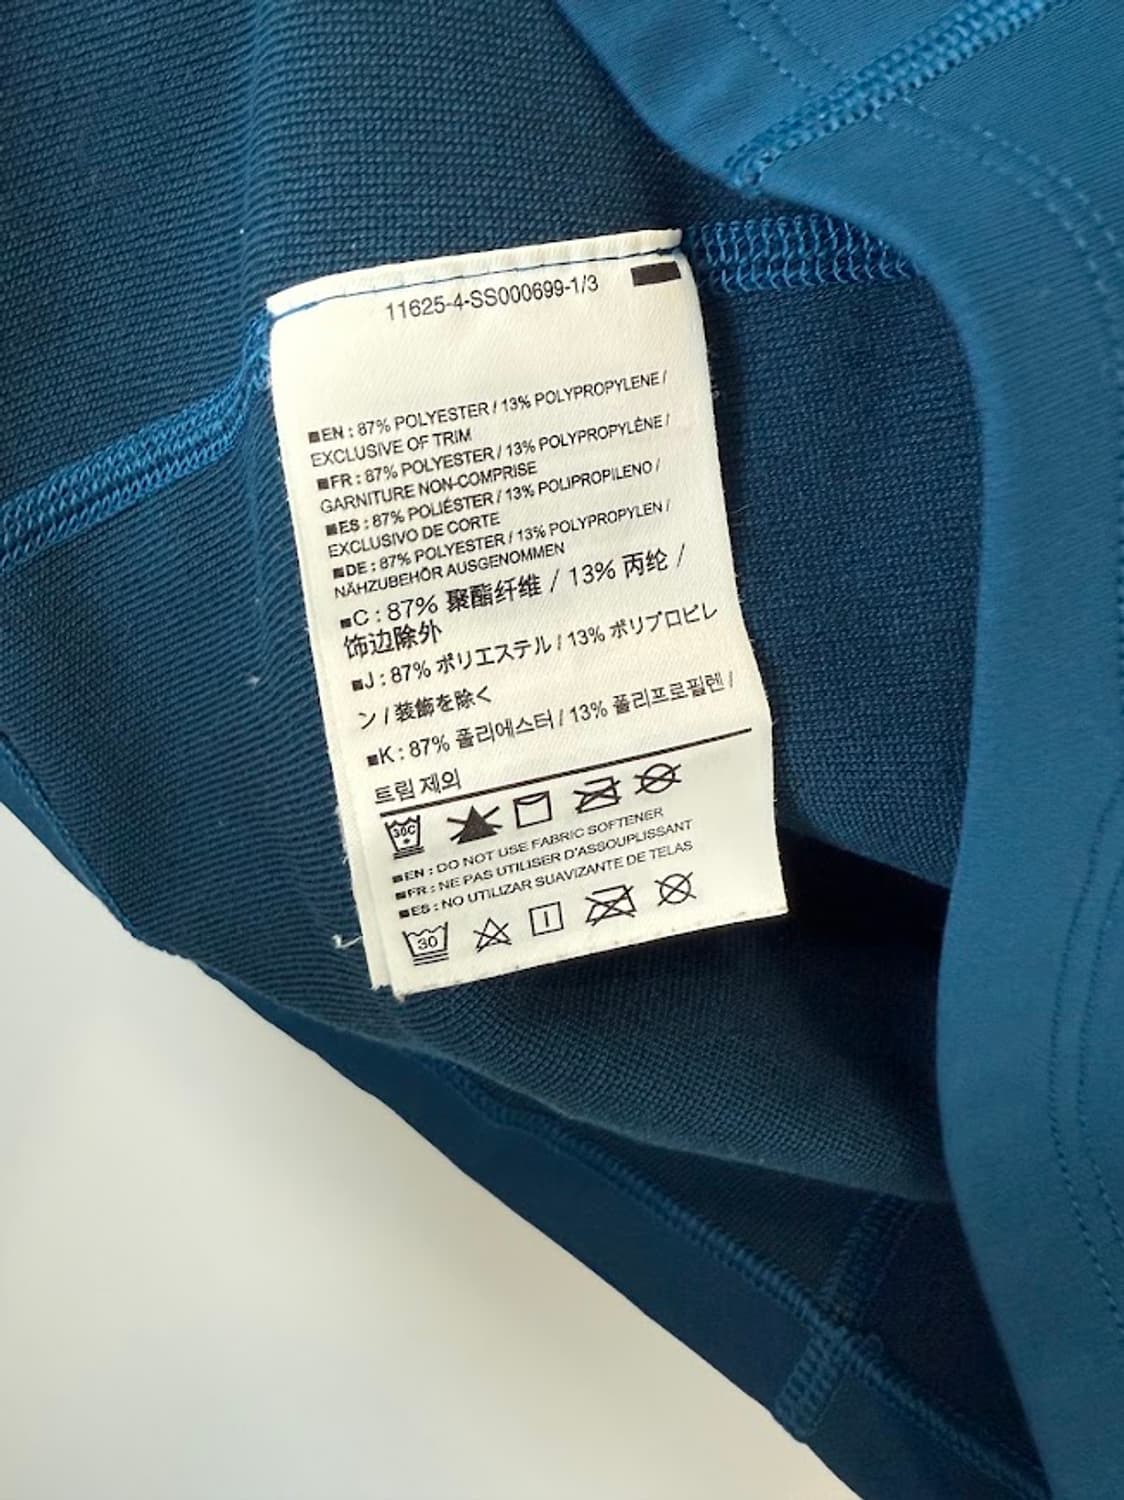 11625-4-SS000699-1/3
■EN : 87% POLYESTER / 13% POLYPROPYLENE /
EXCLUSIVE OF TRIM
■FR : 87% POLYESTER / 13% POLYPROPYLÈNE /
GARNITURE NON-COMPRISE
■ES : 87% POLIÉSTER / 13% POLIPROPILENO /
EXCLUSIVO DE CORTE
■DE : 87% POLYESTER / 13% POLYPROPYLEN /
NÄHZUBEHÖR AUSGENOMMEN
■C : 87% 聚酯纤维 / 13% 丙纶 /
饰边除外
■J : 87% ポリエステル / 13% ポリプロピレ
ン / 装飾を除く
■K : 87% 폴리에스터 / 13% 폴리프로필렌 /
트림 제외
30C
■EN : DO NOT USE FABRIC SOFTENER
■FR : NE PAS UTILISER D'ASSOUPLISSANT
■ES : NO UTILIZAR SUAVIZANTE DE TELAS
30